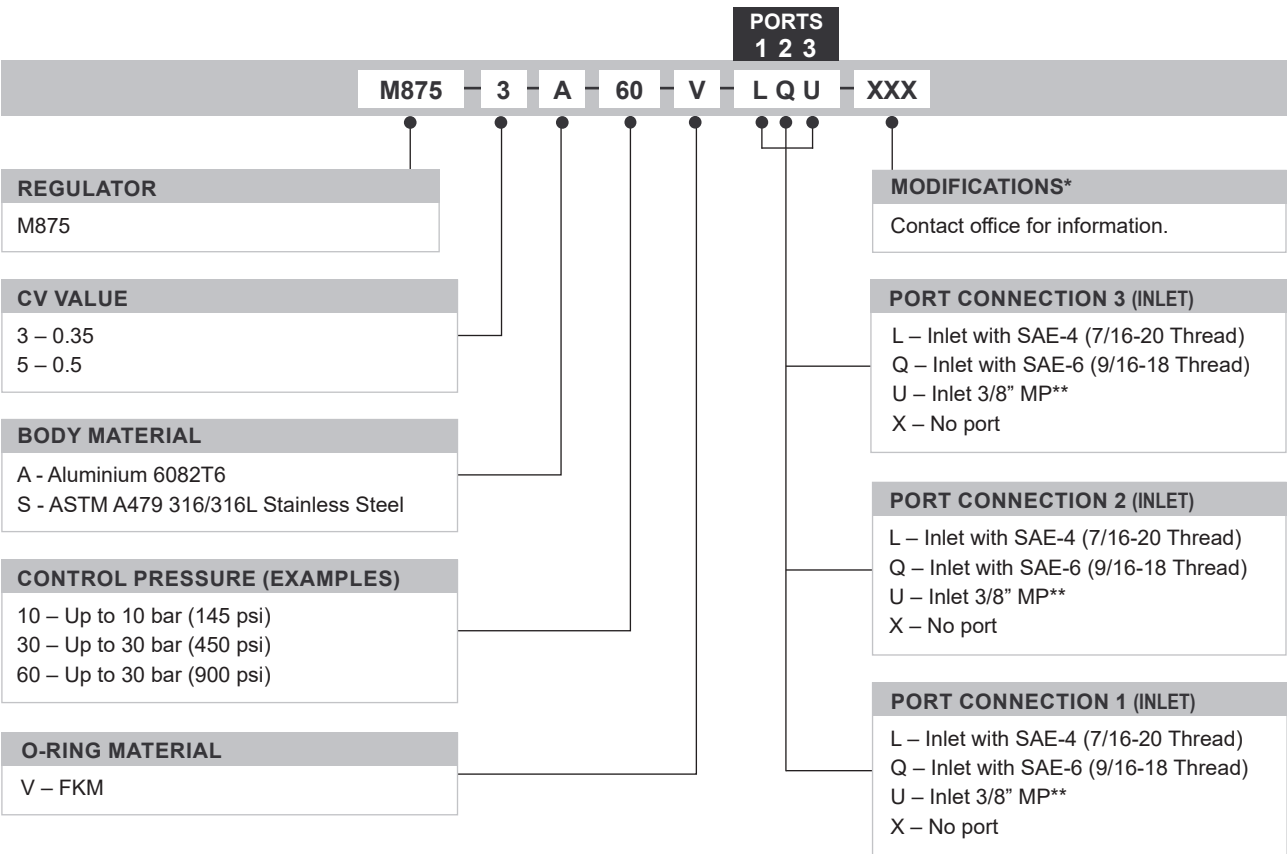 PORTS
1 2 3
M875 – 3 – A – 60 – V – L Q U – XXX
REGULATOR
M875
CV VALUE
3 – 0.35
5 – 0.5
BODY MATERIAL
A - Aluminium 6082T6
S - ASTM A479 316/316L Stainless Steel
CONTROL PRESSURE (EXAMPLES)
10 – Up to 10 bar (145 psi)
30 – Up to 30 bar (450 psi)
60 – Up to 30 bar (900 psi)
O-RING MATERIAL
V – FKM
MODIFICATIONS*
Contact office for information.
PORT CONNECTION 3 (INLET)
L – Inlet with SAE-4 (7/16-20 Thread)
Q – Inlet with SAE-6 (9/16-18 Thread)
U – Inlet 3/8” MP**
X – No port
PORT CONNECTION 2 (INLET)
L – Inlet with SAE-4 (7/16-20 Thread)
Q – Inlet with SAE-6 (9/16-18 Thread)
U – Inlet 3/8” MP**
X – No port
PORT CONNECTION 1 (INLET)
L – Inlet with SAE-4 (7/16-20 Thread)
Q – Inlet with SAE-6 (9/16-18 Thread)
U – Inlet 3/8” MP**
X – No port